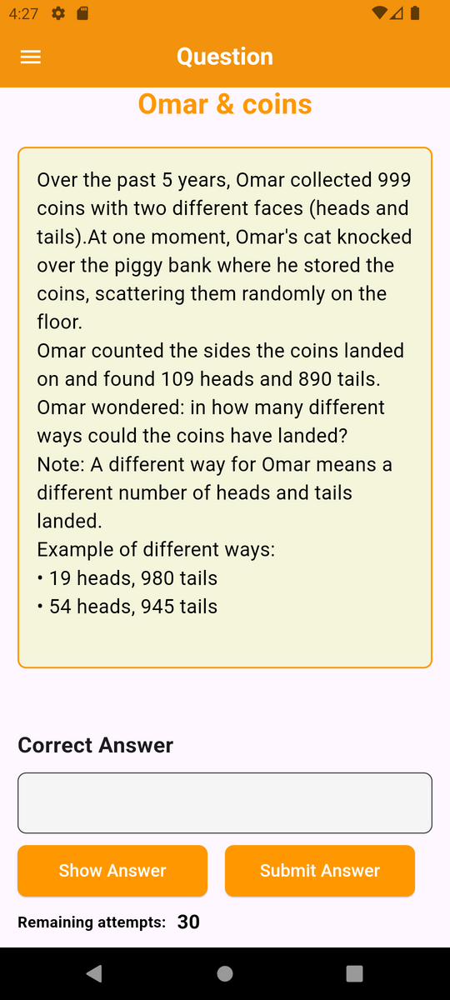 4:27
Question
Omar & coins
Over the past 5 years, Omar collected 999
coins with two different faces (heads and
tails).At one moment, Omar's cat knocked
over the piggy bank where he stored the
coins, scattering them randomly on the
floor.
Omar counted the sides the coins landed
on and found 109 heads and 890 tails.
Omar wondered: in how many different
ways could the coins have landed?
Note: A different way for Omar means a
different number of heads and tails
landed.
Example of different ways:
• 19 heads, 980 tails
• 54 heads, 945 tails
Correct Answer
Show Answer
Submit Answer
Remaining attempts: 30